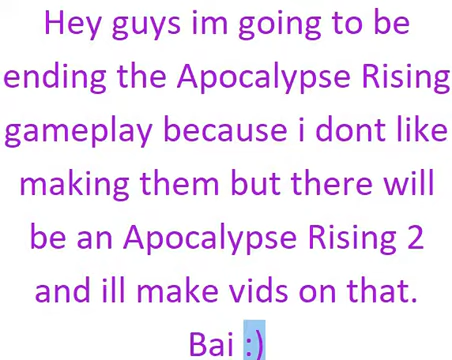 Hey guys im going to be
ending the Apocalypse Rising
gameplay because i dont like
making them but there will
be an Apocalypse Rising 2
and ill make vids on that.
Bai :)